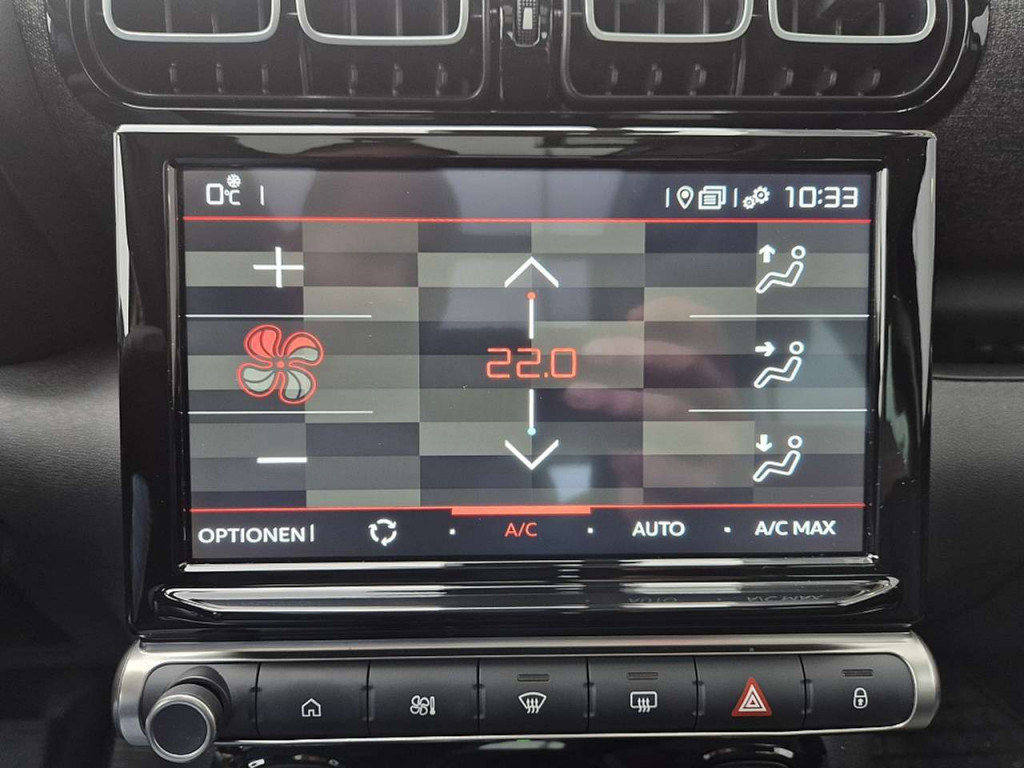 0°C 10:33
22.0
OPTIONEN A/C AUTO A/C MAX